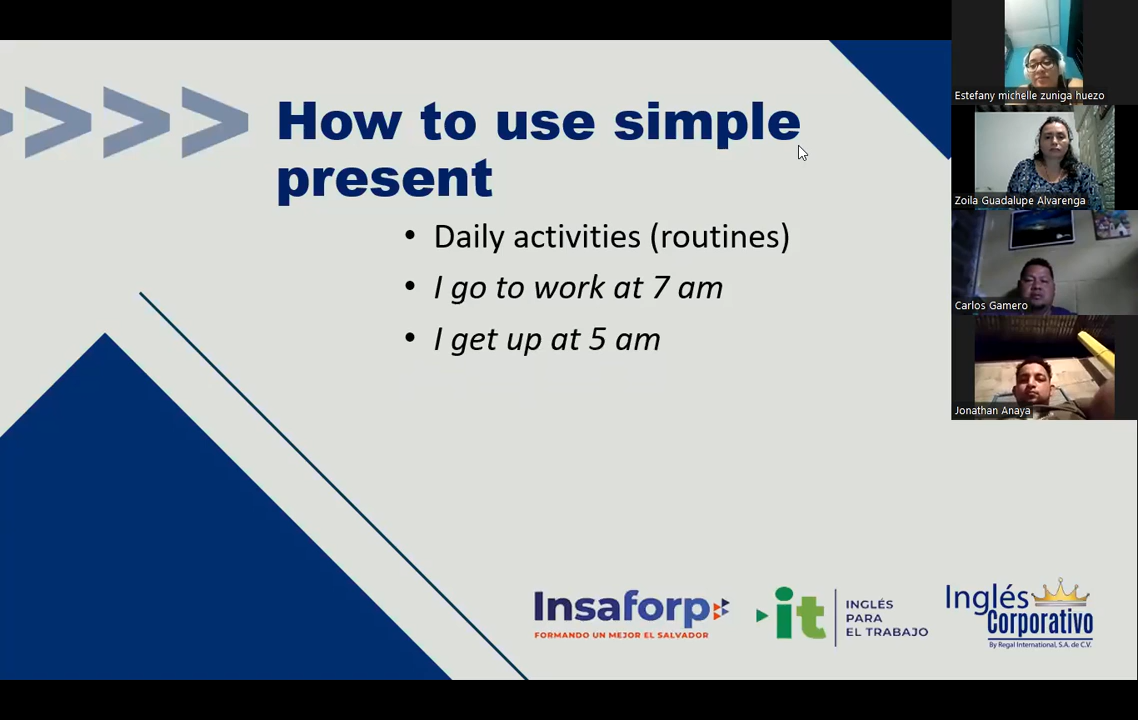 How to use simple
present
• Daily activities (routines)
• I go to work at 7 am
• I get up at 5 am
Insaforp
FORMANDO UN MEJOR EL SALVADOR
it
INGLÉS
PARA
EL TRABAJO
Inglés
Corporativo
By Regal International, S.A. de C.V.
Estefany michelle zuniga huezo
Zoila Guadalupe Alvarenga
Carlos Gamero
Jonathan Anaya